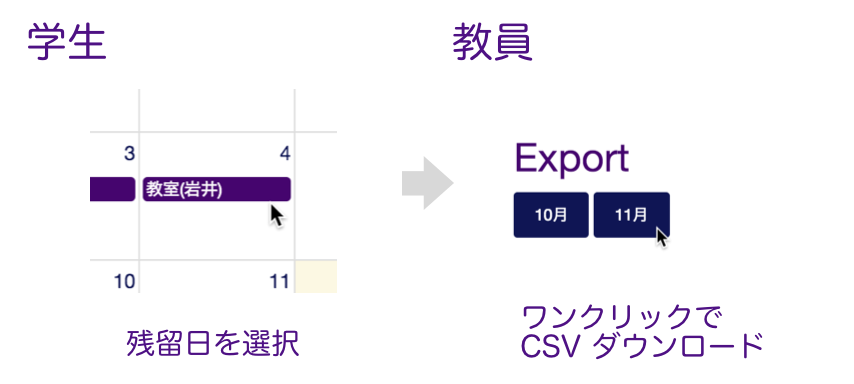 学生
教員
3
4
教室(岩井)
10
11
残留日を選択
Export
10月
11月
ワンクリックで
CSV ダウンロード